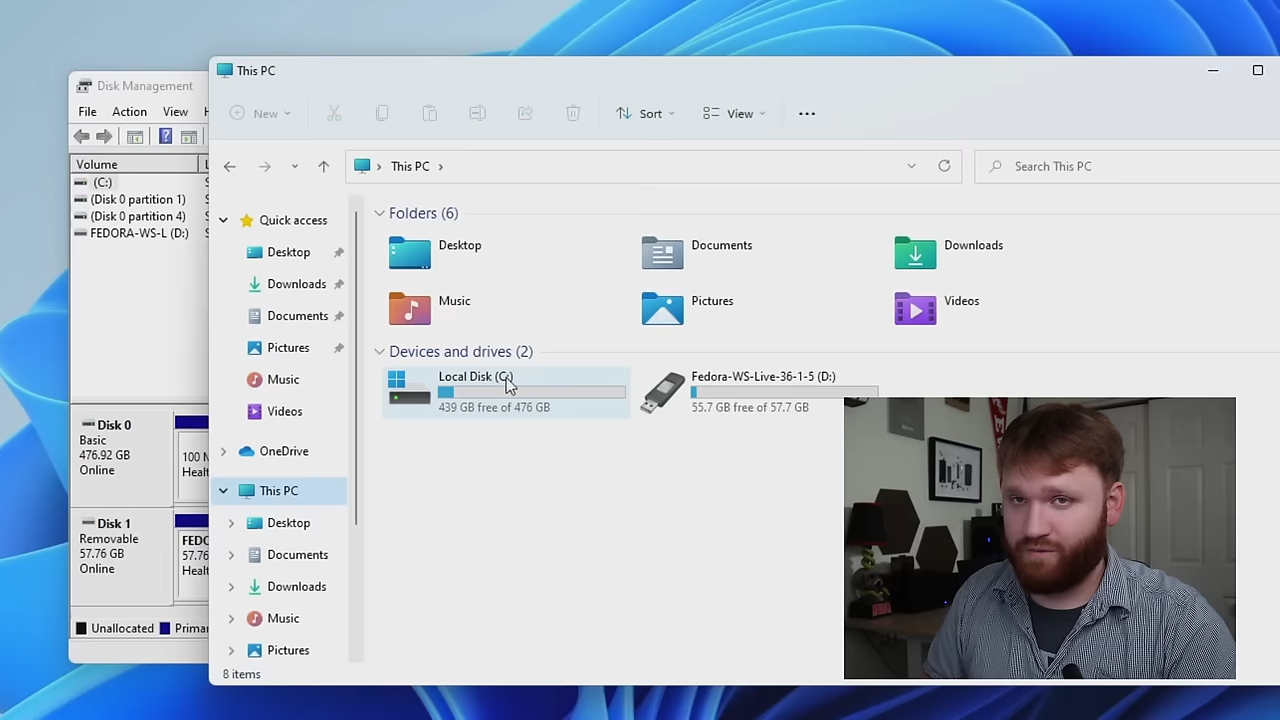 Disk Management
File Action View
Volume
(C:)
(Disk 0 partition 1)
(Disk 0 partition 4)
FEDORA-WS-L (D:)
Disk 0
Basic
476.92 GB
Online
100
Disk 1
Removable
57.76 GB
Online
57.76
Unallocated
This PC
New
Sort
View
This PC
Search This PC
Quick access
Desktop
Downloads
Documents
Pictures
Music
Videos
OneDrive
This PC
Desktop
Documents
Downloads
Music
Pictures
Folders (6)
Desktop
Documents
Downloads
Music
Pictures
Videos
Devices and drives (2)
Local Disk (C:)
439 GB free of 476 GB
Fedora-WS-Live-36-1-5 (D:)
55.7 GB free of 57.7 GB
8 items